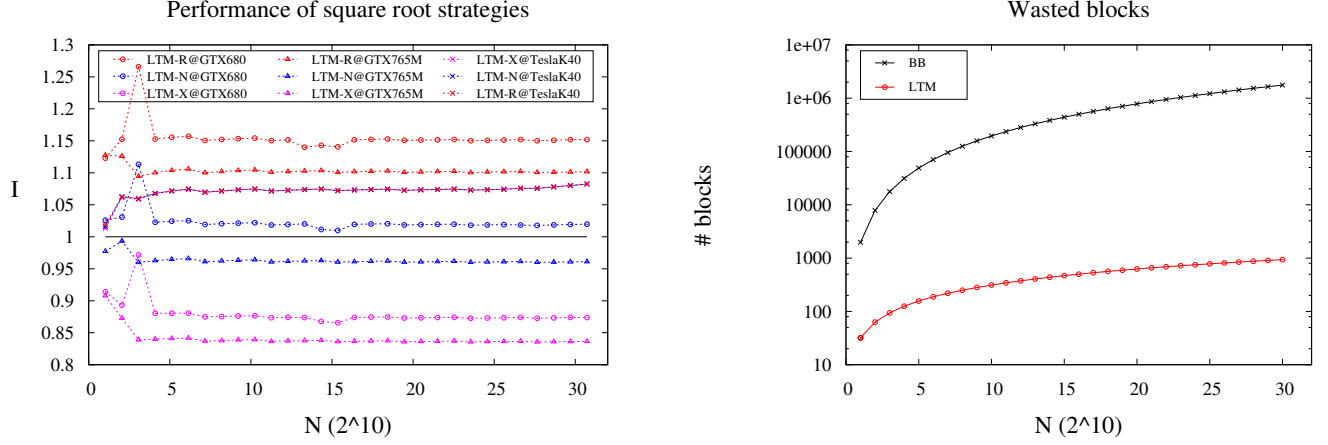 Performance of square root strategies
I
1.3
1.25
1.2
1.15
1.1
1.05
1
0.95
0.9
0.85
0.8
LTM-R@GTX680
LTM-N@GTX680
LTM-X@GTX680
LTM-R@GTX765M
LTM-N@GTX765M
LTM-X@GTX765M
LTM-X@TeslaK40
LTM-N@TeslaK40
LTM-R@TeslaK40
0 5 10 15 20 25 30
N (2^10)
Wasted blocks
# blocks
1e+07
1e+06
100000
10000
1000
100
10
BB
LTM
0 5 10 15 20 25 30
N (2^10)